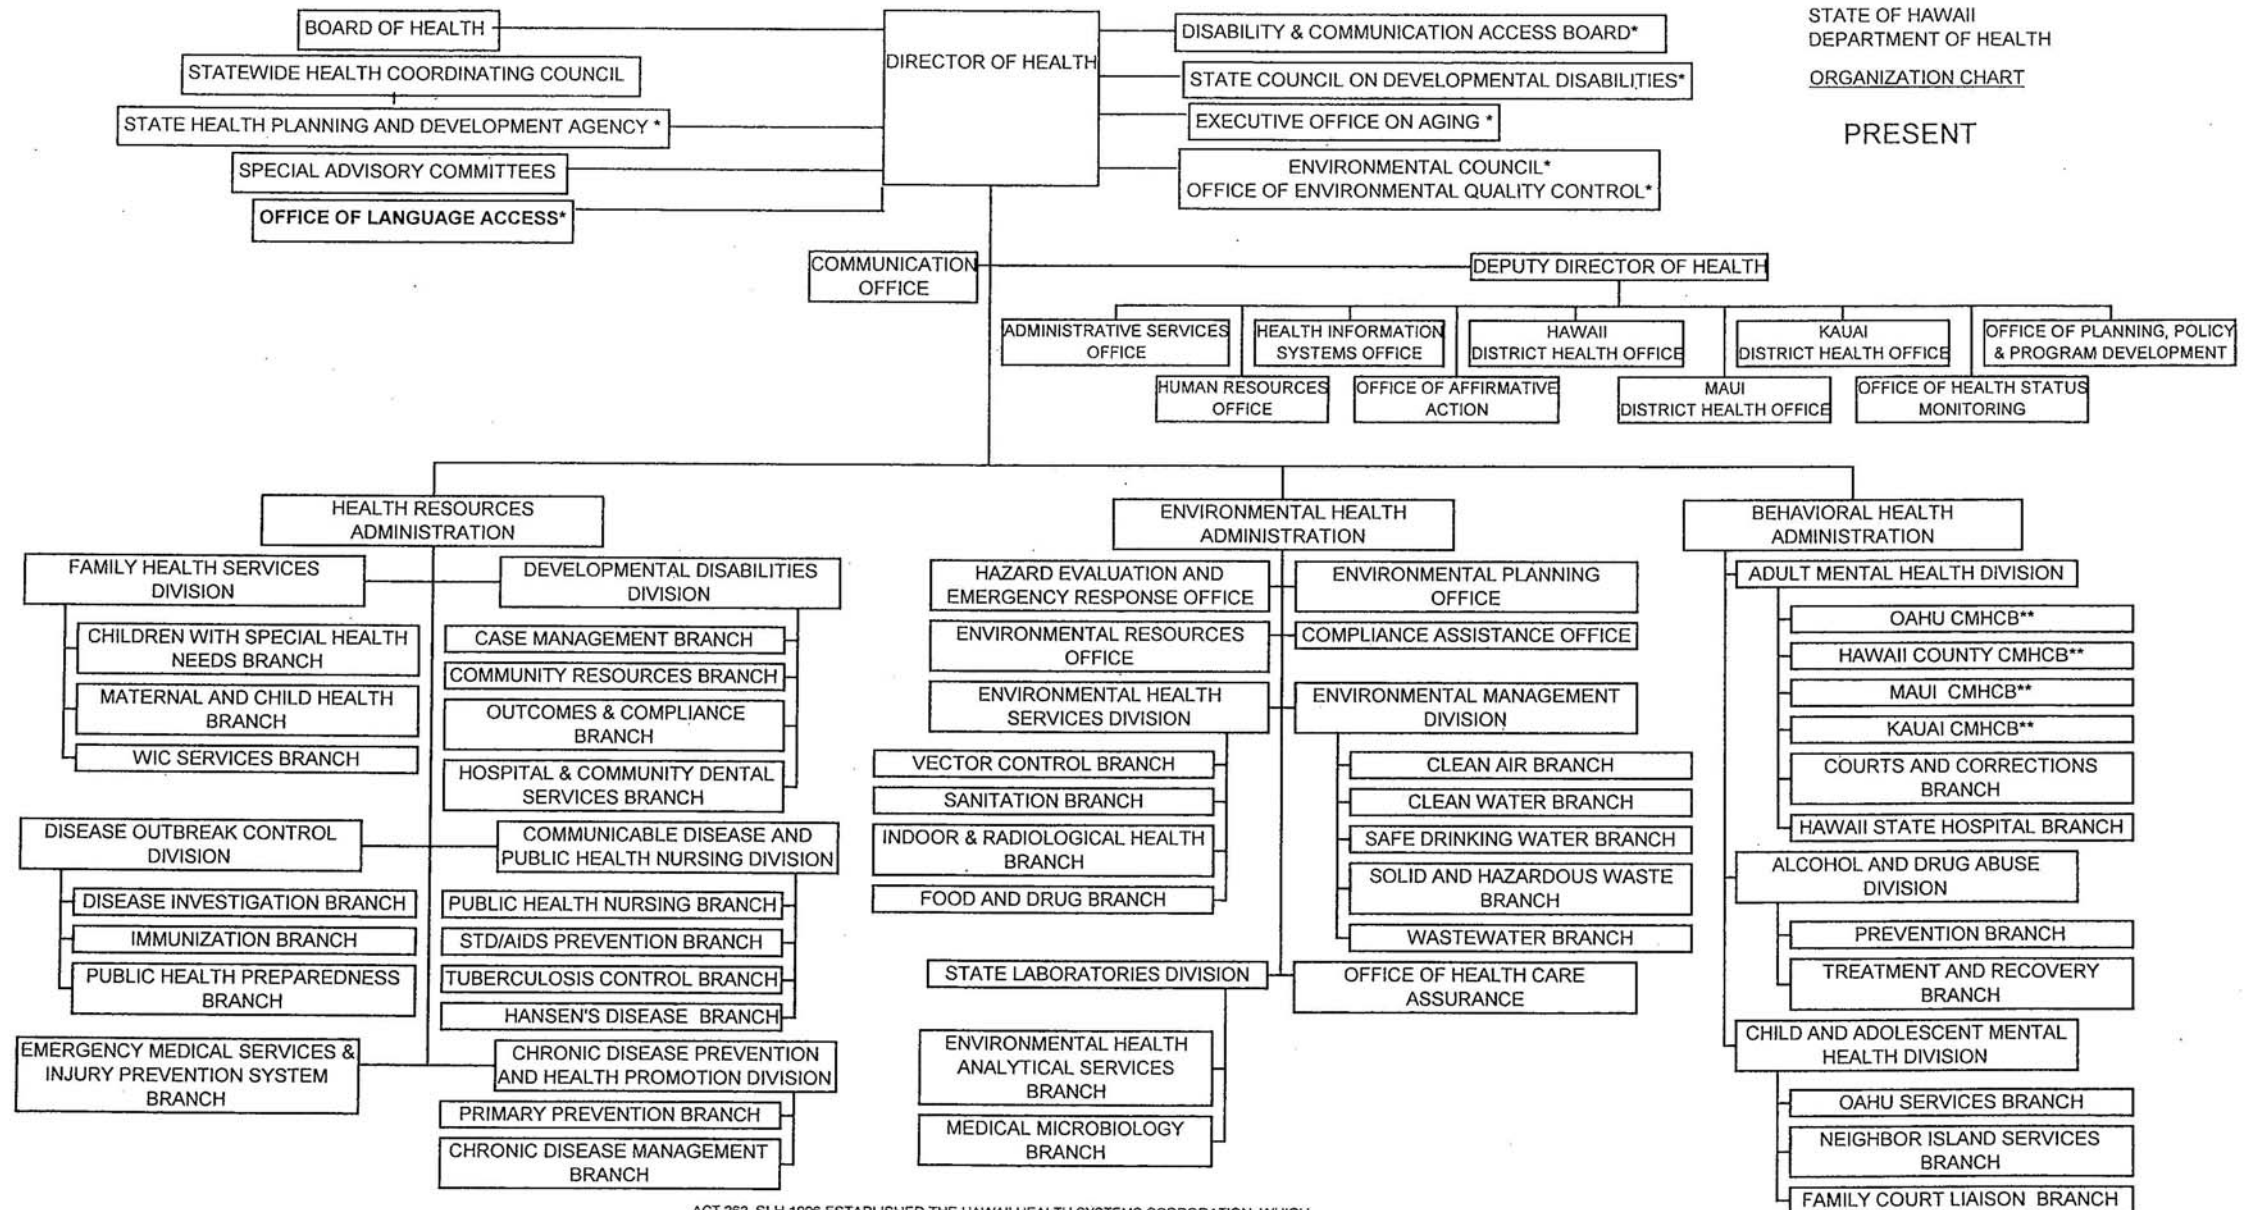 STATE OF HAWAII
DEPARTMENT OF HEALTH
ORGANIZATION CHART
PRESENT
BOARD OF HEALTH
STATEWIDE HEALTH COORDINATING COUNCIL
STATE HEALTH PLANNING AND DEVELOPMENT AGENCY *
SPECIAL ADVISORY COMMITTEES
OFFICE OF LANGUAGE ACCESS*
DIRECTOR OF HEALTH
DISABILITY & COMMUNICATION ACCESS BOARD*
STATE COUNCIL ON DEVELOPMENTAL DISABILITIES*
EXECUTIVE OFFICE ON AGING *
ENVIRONMENTAL COUNCIL*
OFFICE OF ENVIRONMENTAL QUALITY CONTROL*
COMMUNICATION
OFFICE
DEPUTY DIRECTOR OF HEALTH
ADMINISTRATIVE SERVICES
OFFICE
HUMAN RESOURCES
OFFICE
HEALTH INFORMATION
SYSTEMS OFFICE
OFFICE OF AFFIRMATIVE
ACTION
HAWAII
DISTRICT HEALTH OFFICE
MAUI
DISTRICT HEALTH OFFICE
KAUAI
DISTRICT HEALTH OFFICE
OFFICE OF HEALTH STATUS
MONITORING
OFFICE OF PLANNING, POLICY
& PROGRAM DEVELOPMENT
HEALTH RESOURCES
ADMINISTRATION
FAMILY HEALTH SERVICES
DIVISION
CHILDREN WITH SPECIAL HEALTH
NEEDS BRANCH
MATERNAL AND CHILD HEALTH
BRANCH
WIC SERVICES BRANCH
DEVELOPMENTAL DISABILITIES
DIVISION
CASE MANAGEMENT BRANCH
COMMUNITY RESOURCES BRANCH
OUTCOMES & COMPLIANCE
BRANCH
HOSPITAL & COMMUNITY DENTAL
SERVICES BRANCH
DISEASE OUTBREAK CONTROL
DIVISION
DISEASE INVESTIGATION BRANCH
IMMUNIZATION BRANCH
PUBLIC HEALTH PREPAREDNESS
BRANCH
COMMUNICABLE DISEASE AND
PUBLIC HEALTH NURSING DIVISION
PUBLIC HEALTH NURSING BRANCH
STD/AIDS PREVENTION BRANCH
TUBERCULOSIS CONTROL BRANCH
HANSEN'S DISEASE BRANCH
EMERGENCY MEDICAL SERVICES &
INJURY PREVENTION SYSTEM
BRANCH
CHRONIC DISEASE PREVENTION
AND HEALTH PROMOTION DIVISION
PRIMARY PREVENTION BRANCH
CHRONIC DISEASE MANAGEMENT
BRANCH
ENVIRONMENTAL HEALTH
ADMINISTRATION
HAZARD EVALUATION AND
EMERGENCY RESPONSE OFFICE
ENVIRONMENTAL PLANNING
OFFICE
ENVIRONMENTAL RESOURCES
OFFICE
COMPLIANCE ASSISTANCE OFFICE
ENVIRONMENTAL HEALTH
SERVICES DIVISION
VECTOR CONTROL BRANCH
SANITATION BRANCH
INDOOR & RADIOLOGICAL HEALTH
BRANCH
FOOD AND DRUG BRANCH
ENVIRONMENTAL MANAGEMENT
DIVISION
CLEAN AIR BRANCH
CLEAN WATER BRANCH
SAFE DRINKING WATER BRANCH
SOLID AND HAZARDOUS WASTE
BRANCH
WASTEWATER BRANCH
STATE LABORATORIES DIVISION
ENVIRONMENTAL HEALTH
ANALYTICAL SERVICES
BRANCH
MEDICAL MICROBIOLOGY
BRANCH
OFFICE OF HEALTH CARE
ASSURANCE
BEHAVIORAL HEALTH
ADMINISTRATION
ADULT MENTAL HEALTH DIVISION
OAHU CMHCB**
HAWAII COUNTY CMHCB**
MAUI CMHCB**
KAUAI CMHCB**
COURTS AND CORRECTIONS
BRANCH
HAWAII STATE HOSPITAL BRANCH
ALCOHOL AND DRUG ABUSE
DIVISION
PREVENTION BRANCH
TREATMENT AND RECOVERY
BRANCH
CHILD AND ADOLESCENT MENTAL
HEALTH DIVISION
OAHU SERVICES BRANCH
NEIGHBOR ISLAND SERVICES
BRANCH
FAMILY COURT LIAISON BRANCH
ACT 262, SLH 1996 ESTABLISHED THE HAWAII HEALTH SYSTEMS CORPORATION, WHICH